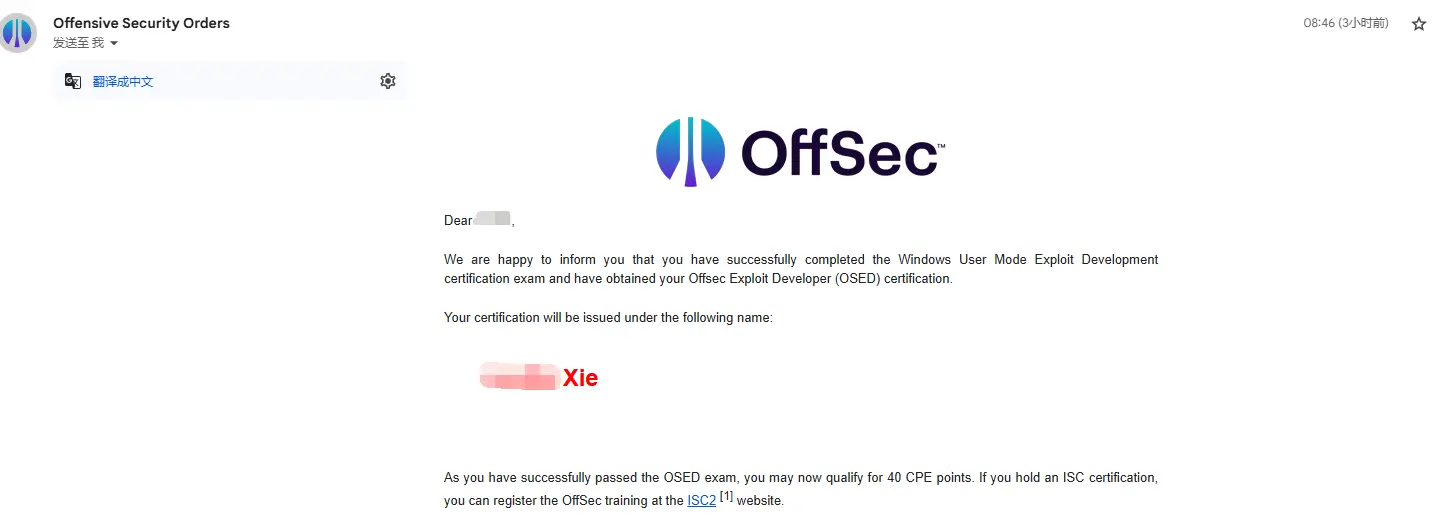 Offensive Security Orders
08:46 (3小时前)
发送至 我
翻译成中文
OffSec™
Dear ,
We are happy to inform you that you have successfully completed the Windows User Mode Exploit Development
certification exam and have obtained your Offsec Exploit Developer (OSED) certification.
Your certification will be issued under the following name:
Xie
As you have successfully passed the OSED exam, you may now qualify for 40 CPE points. If you hold an ISC certification,
you can register the OffSec training at the ISC2 [1] website.